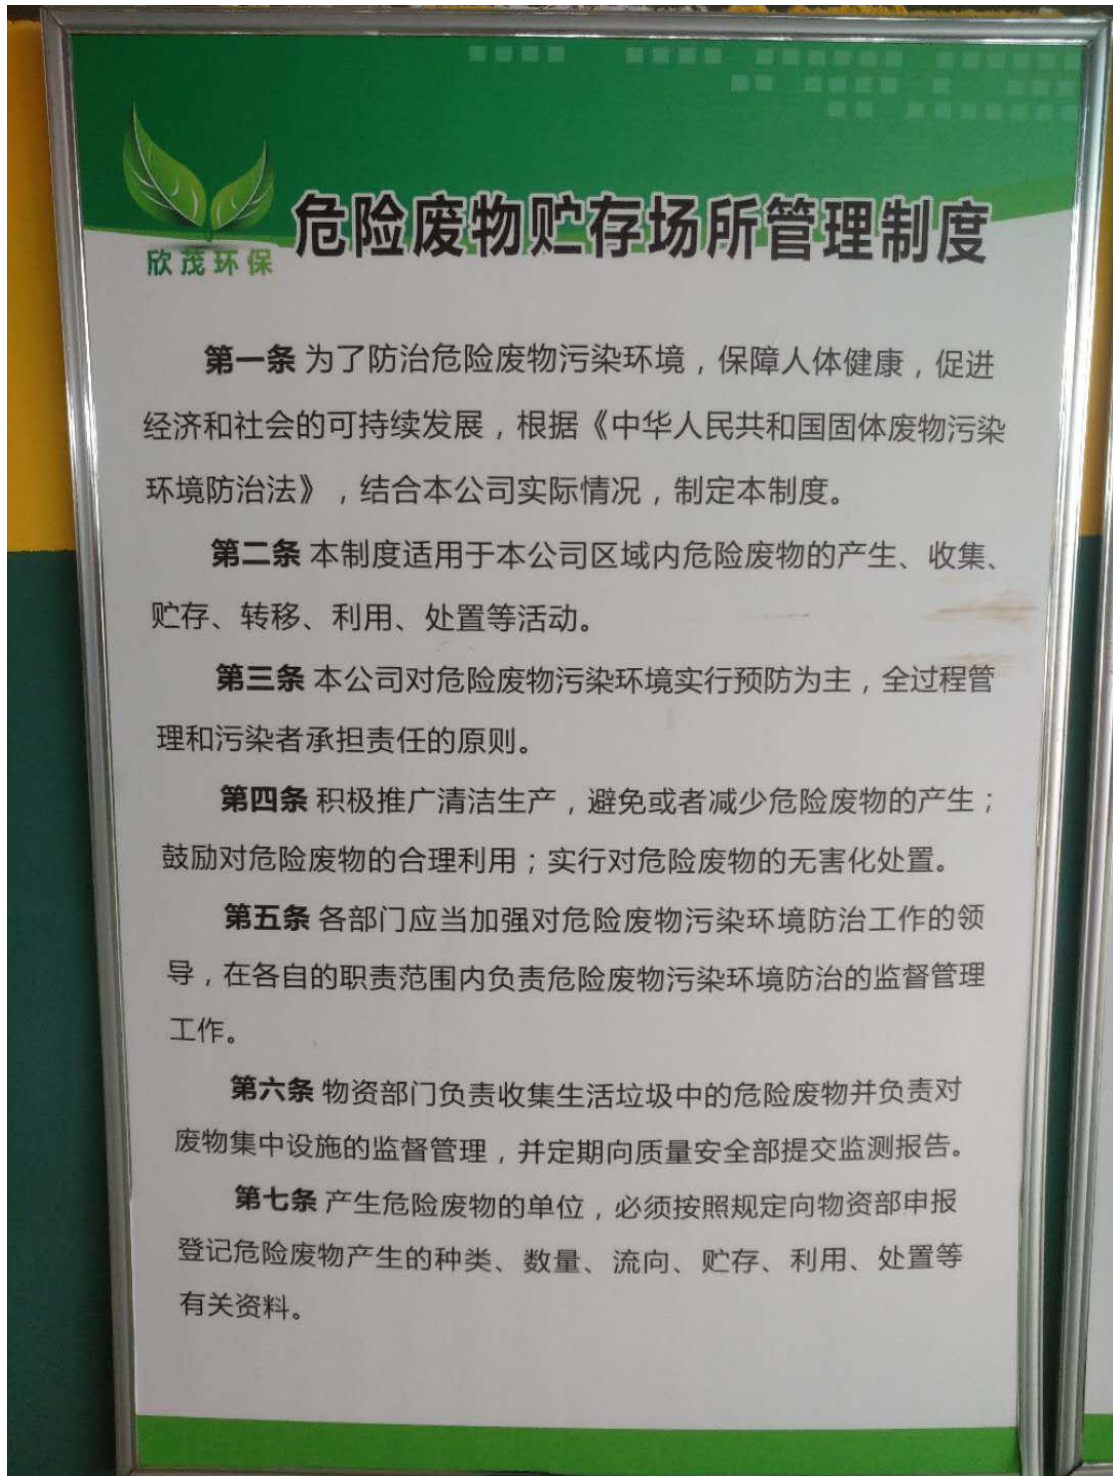 危险废物贮存场所管理制度
欣茂环保
第一条 为了防治危险废物污染环境，保障人体健康，促进
经济和社会的可持续发展，根据《中华人民共和国固体废物污染
环境防治法》，结合本公司实际情况，制定本制度。
第二条 本制度适用于本公司区域内危险废物的产生、收集、
贮存、转移、利用、处置等活动。
第三条 本公司对危险废物污染环境实行预防为主，全过程管
理和污染者承担责任的原则。
第四条 积极推广清洁生产，避免或者减少危险废物的产生；
鼓励对危险废物的合理利用；实行对危险废物的无害化处置。
第五条 各部门应当加强对危险废物污染环境防治工作的领
导，在各自的职责范围内负责危险废物污染环境防治的监督管理
工作。
第六条 物资部门负责收集生活垃圾中的危险废物并负责对
废物集中设施的监督管理，并定期向质量安全部提交监测报告。
第七条 产生危险废物的单位，必须按照规定向物资部申报
登记危险废物产生的种类、数量、流向、贮存、利用、处置等
有关资料。